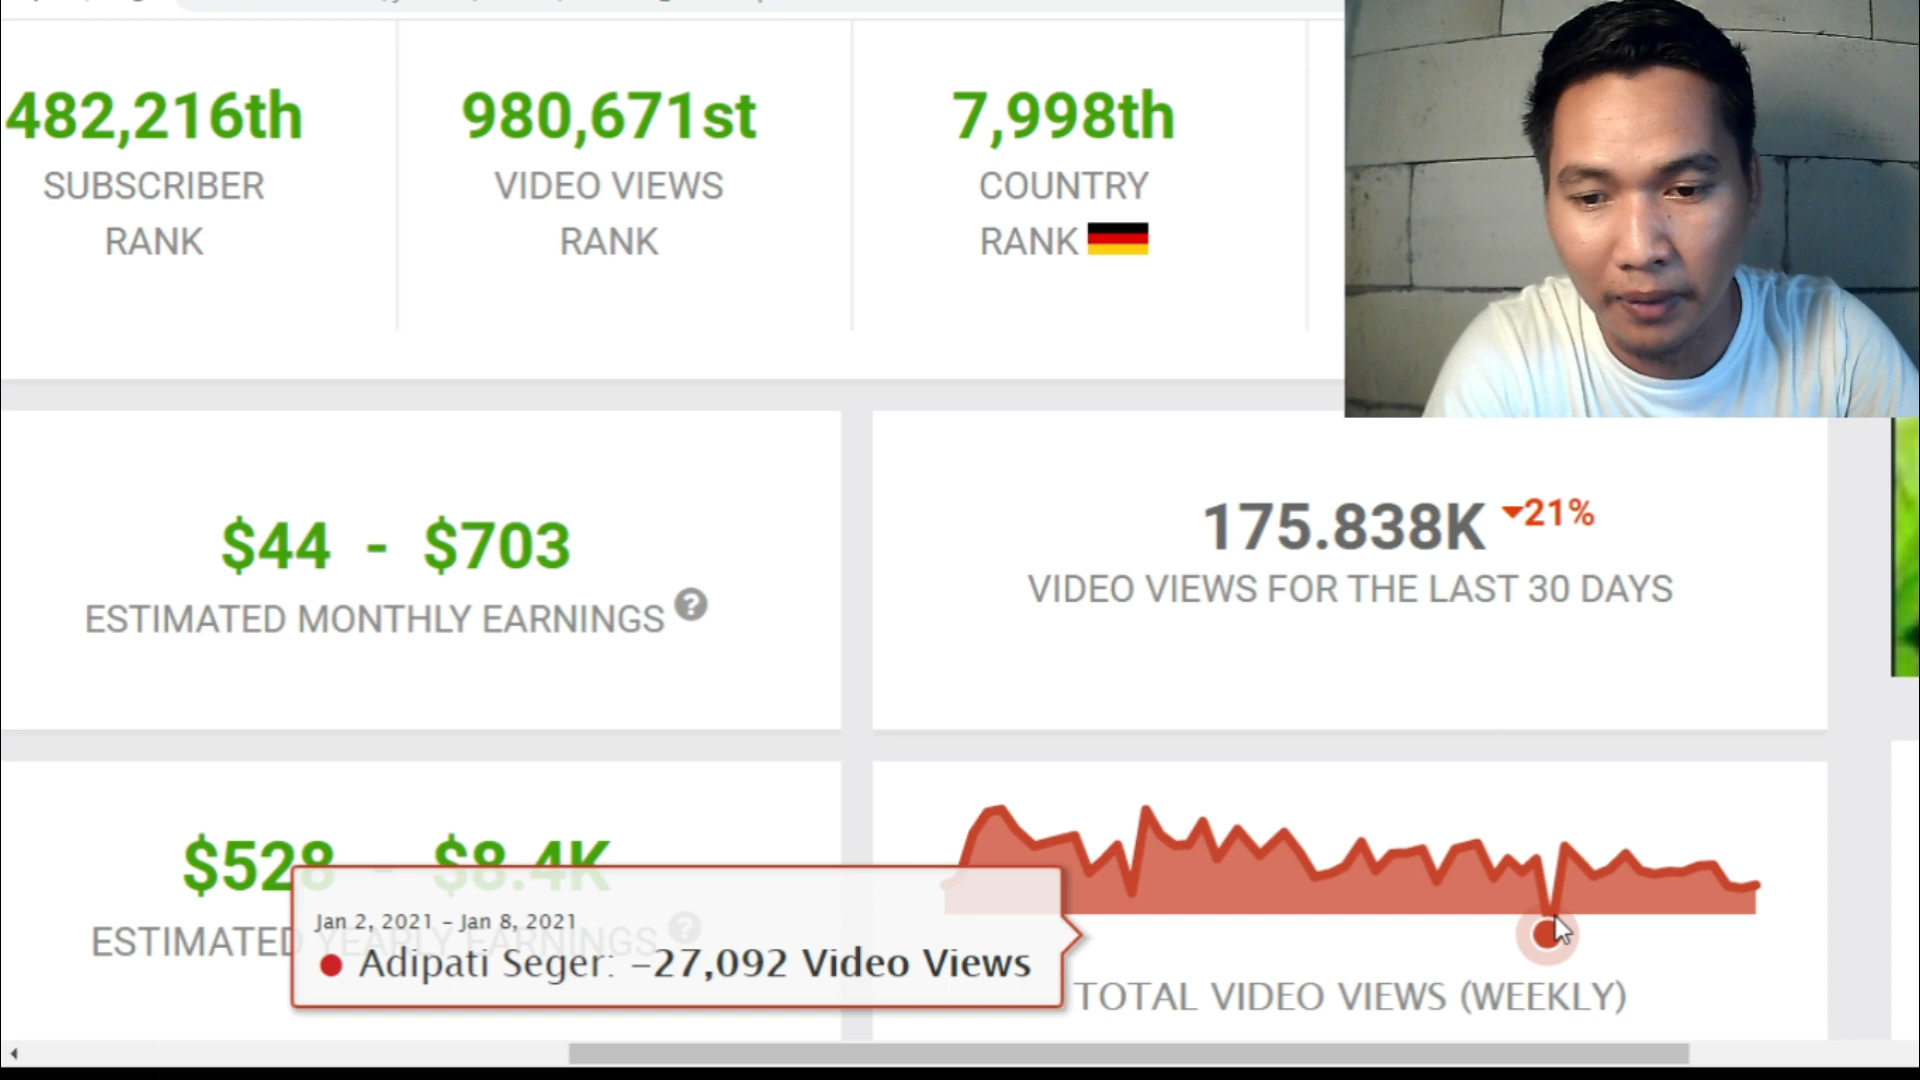 482,216th
SUBSCRIBER
RANK
980,671st
VIDEO VIEWS
RANK
7,998th
COUNTRY
RANK
$44 - $703
ESTIMATED MONTHLY EARNINGS ?
175.838K 21%
VIDEO VIEWS FOR THE LAST 30 DAYS
$528 - $8.4K
ESTIMATED YEARLY EARNINGS ?
Jan 2, 2021 - Jan 8, 2021
Adipati Seger: -27,092 Video Views
TOTAL VIDEO VIEWS (WEEKLY)